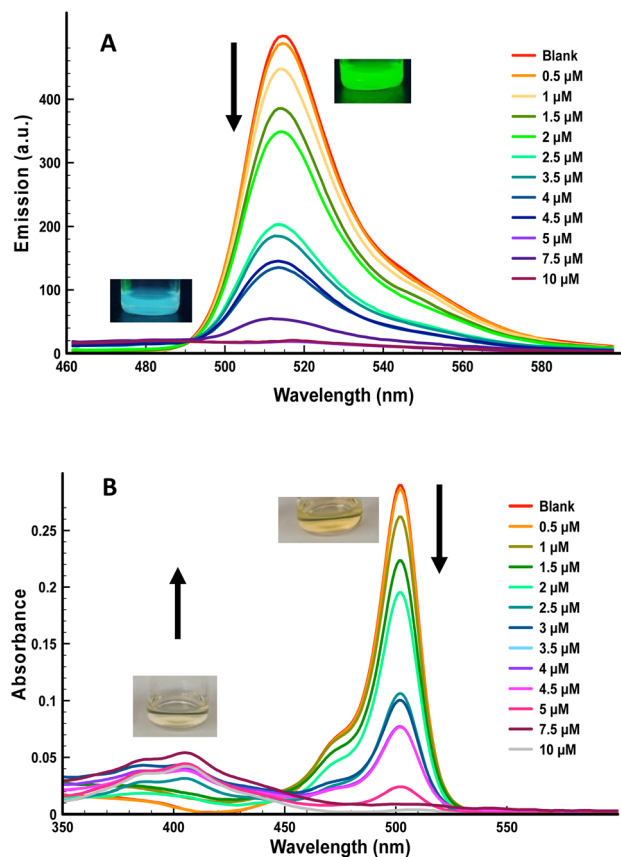 A
Emission (a.u.)
400
300
200
100
0
460
480
500
520
540
560
580
Wavelength (nm)
Blank
0.5 µM
1 µM
1.5 µM
2 µM
2.5 µM
3.5 µM
4 µM
4.5 µM
5 µM
7.5 µM
10 µM
B
Absorbance
0.25
0.2
0.15
0.1
0.05
0
350
400
450
500
550
Wavelength (nm)
Blank
0.5 µM
1 µM
1.5 µM
2 µM
2.5 µM
3 µM
3.5 µM
4 µM
4.5 µM
5 µM
7.5 µM
10 µM